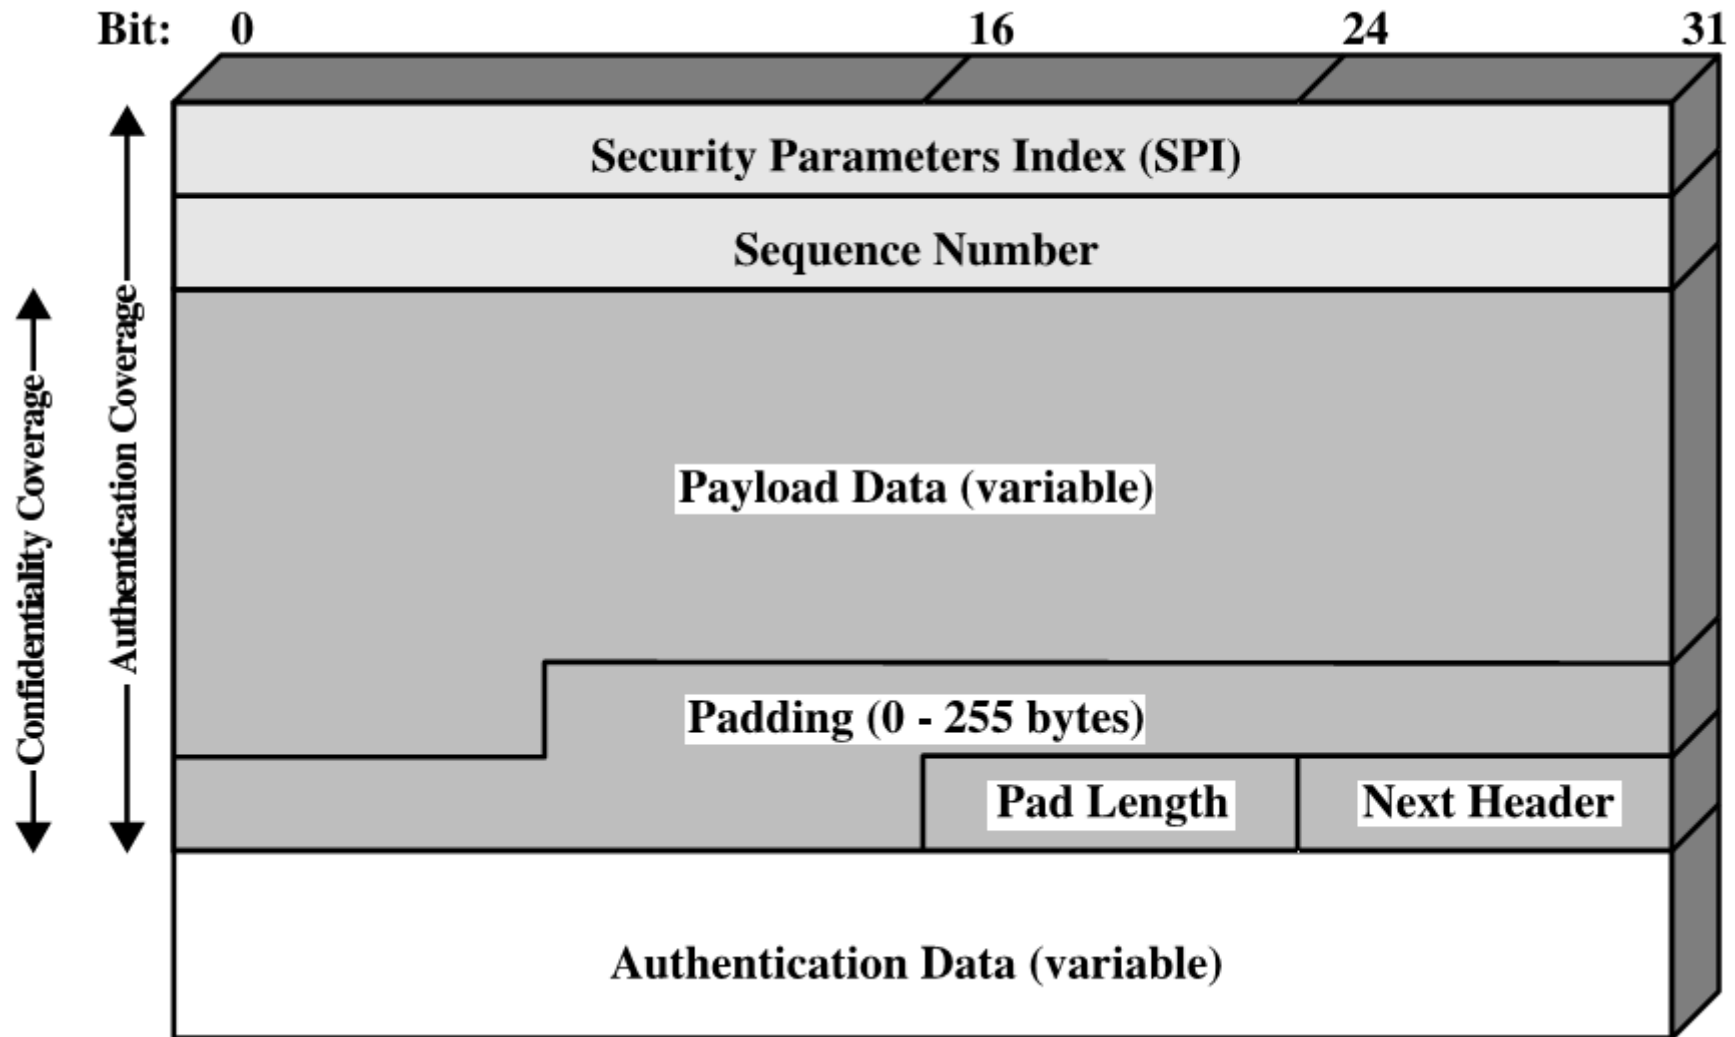 Bit: 0 16 24 31
Security Parameters Index (SPI)
Sequence Number
Payload Data (variable)
Padding (0 - 255 bytes)
Pad Length
Next Header
Authentication Data (variable)
Confidentiality Coverage
Authentication Coverage